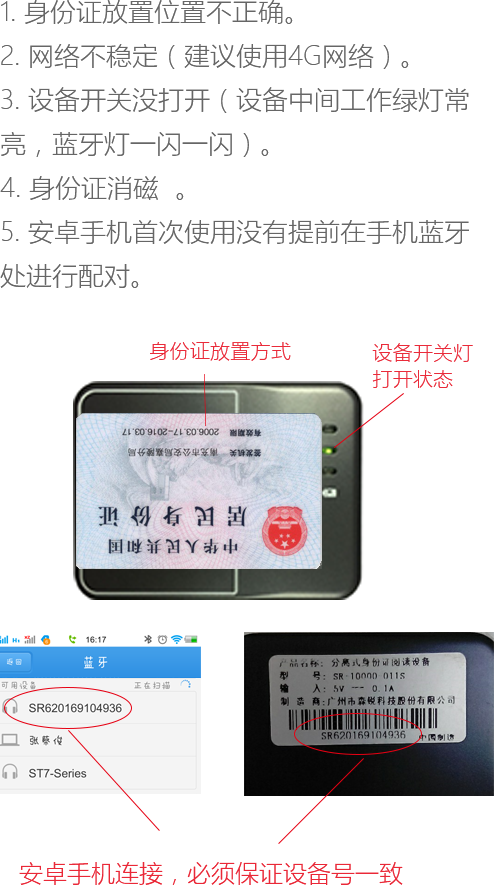 1. 身份证放置位置不正确。
2. 网络不稳定（建议使用4G网络）。
3. 设备开关没打开（设备中间工作绿灯常
亮，蓝牙灯一闪一闪）。
4. 身份证消磁 。
5. 安卓手机首次使用没有提前在手机蓝牙
处进行配对。
身份证放置方式
设备开关灯
打开状态
有效期限 2006.03.17-2016.03.17
签发机关 南充市公安局嘉陵分局
居民身份证
中华人民共和国
16:17
返回
蓝牙
可用设备
正在扫描
SR620169104936
张慕俊
ST7-Series
产品名称：分离式身份证阅读设备
型 号：SR-10000-011S
输 入：5V ⎓ 0.1A
制 造 商：广州市森锐科技股份有限公司
SR620169104936
中国制造
安卓手机连接，必须保证设备号一致